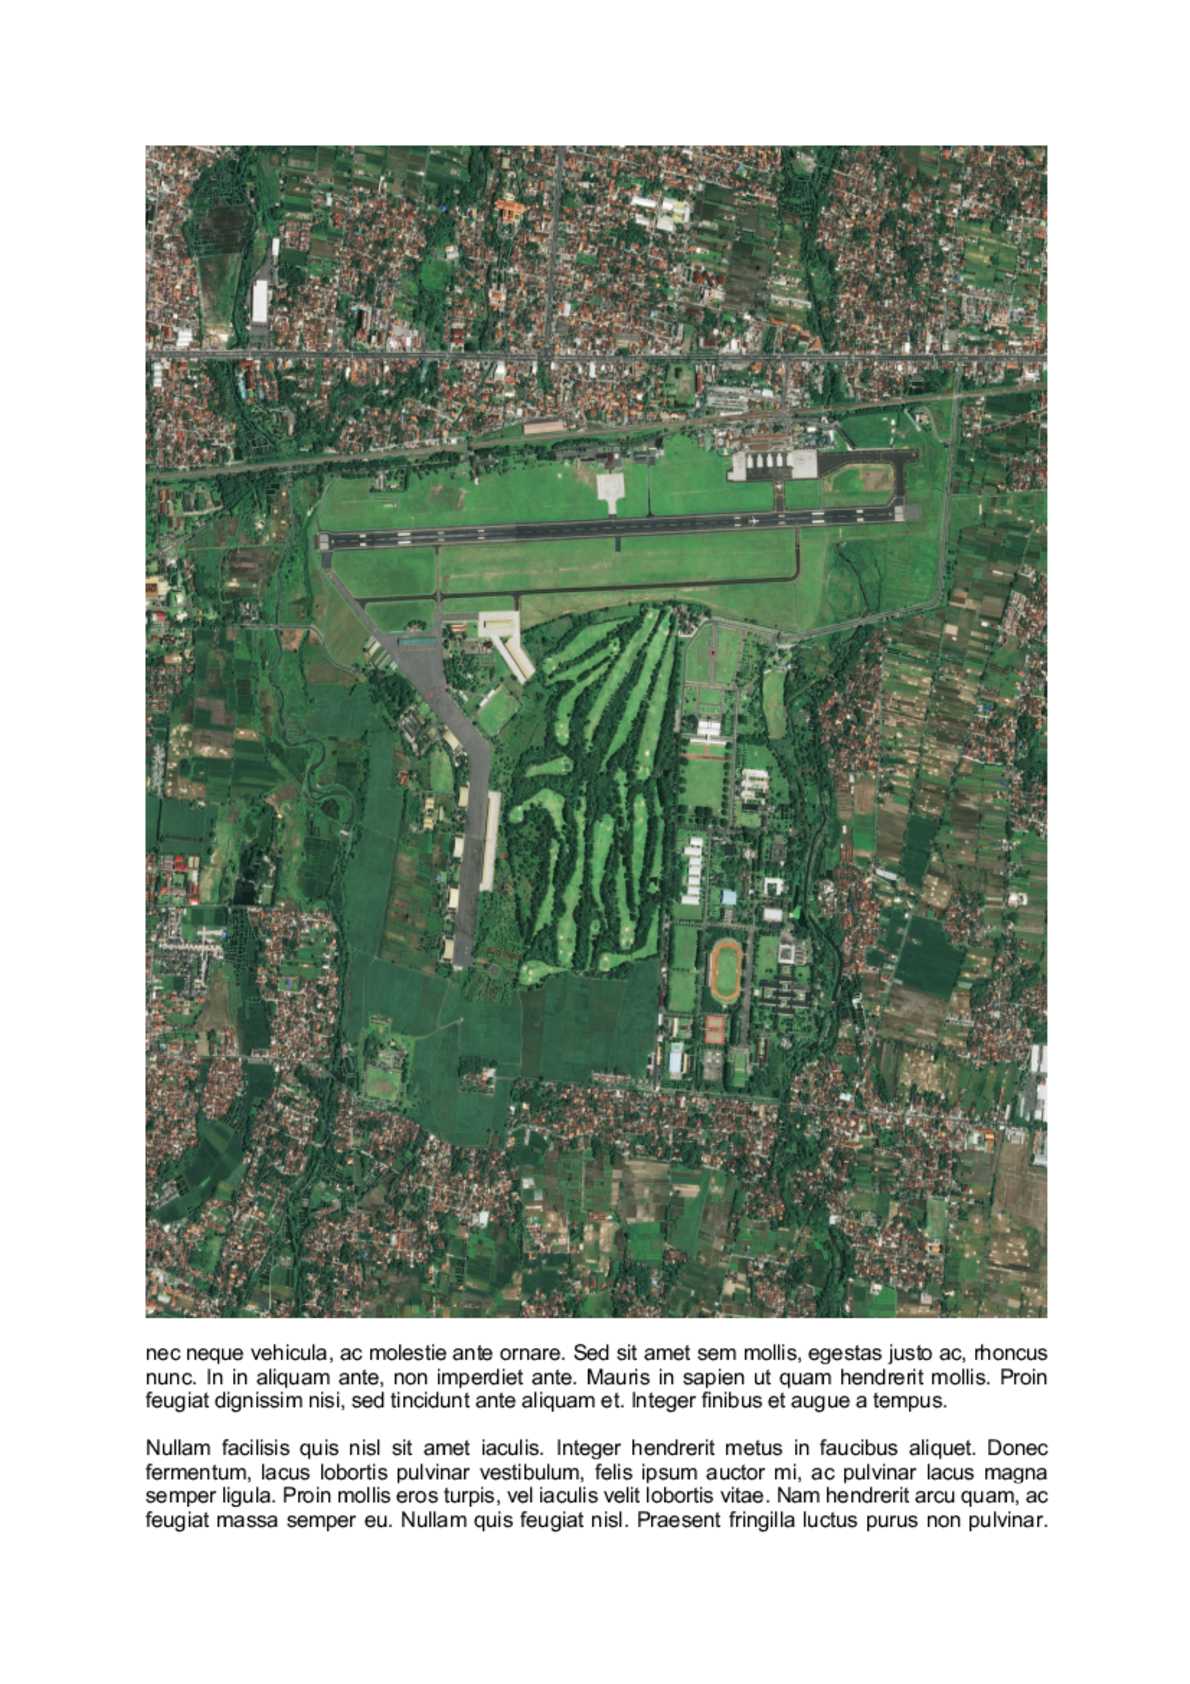 nec neque vehicula, ac molestie ante ornare. Sed sit amet sem mollis, egestas justo ac, rhoncus
nunc. In in aliquam ante, non imperdiet ante. Mauris in sapien ut quam hendrerit mollis. Proin
feugiat dignissim nisi, sed tincidunt ante aliquam et. Integer finibus et augue a tempus.
Nullam facilisis quis nisl sit amet iaculis. Integer hendrerit metus in faucibus aliquet. Donec
fermentum, lacus lobortis pulvinar vestibulum, felis ipsum auctor mi, ac pulvinar lacus magna
semper ligula. Proin mollis eros turpis, vel iaculis velit lobortis vitae. Nam hendrerit arcu quam, ac
feugiat massa semper eu. Nullam quis feugiat nisl. Praesent fringilla luctus purus non pulvinar.